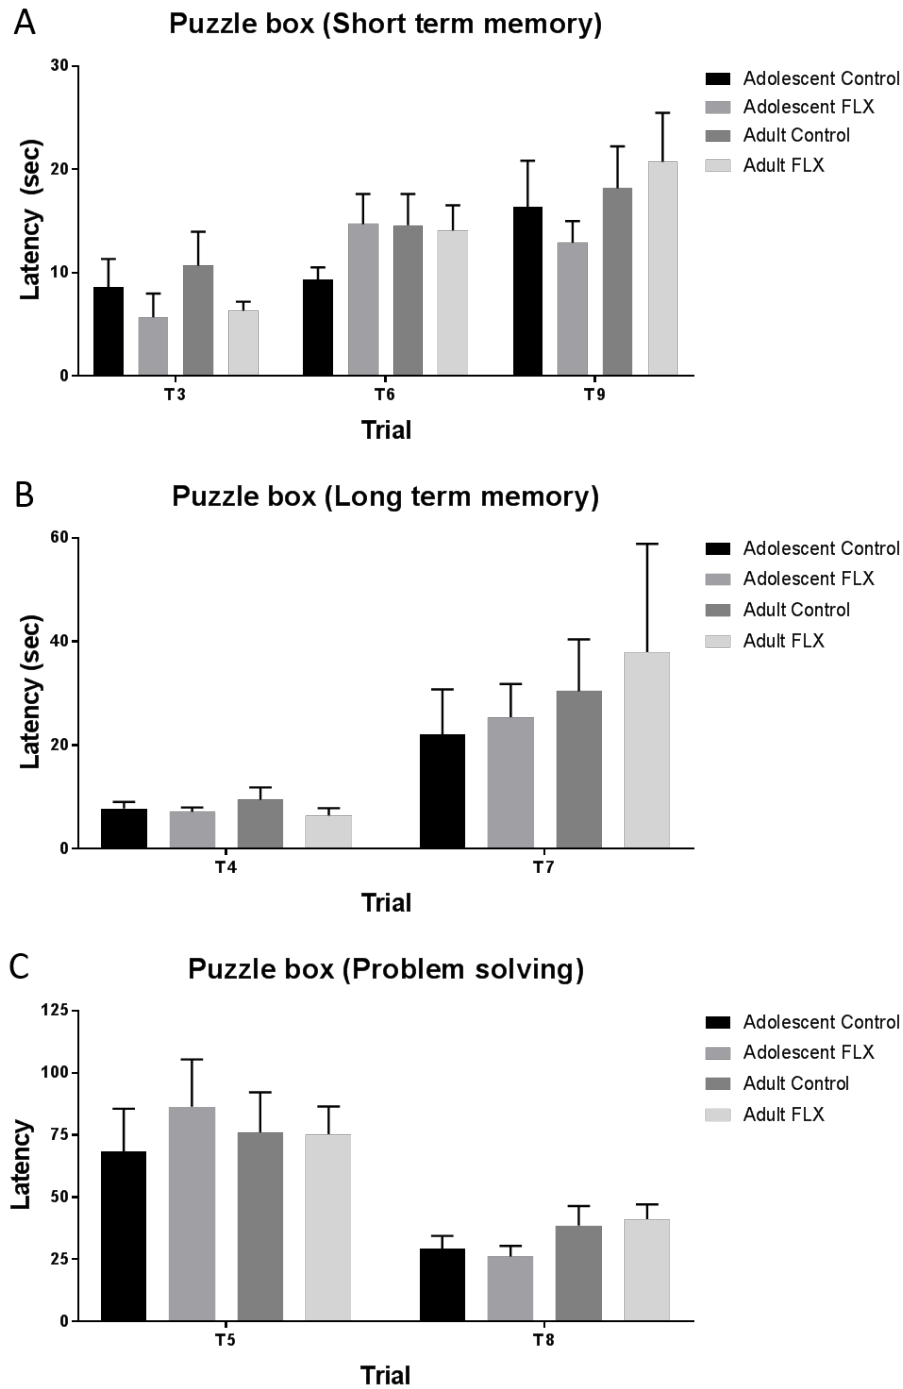 A
Puzzle box (Short term memory)
30
20
10
0
Latency (sec)
T3 T6 T9
Trial
Adolescent Control
Adolescent FLX
Adult Control
Adult FLX
B
Puzzle box (Long term memory)
60
40
20
0
Latency (sec)
T4 T7
Trial
Adolescent Control
Adolescent FLX
Adult Control
Adult FLX
C
Puzzle box (Problem solving)
125
100
75
50
25
0
Latency
T5 T8
Trial
Adolescent Control
Adolescent FLX
Adult Control
Adult FLX